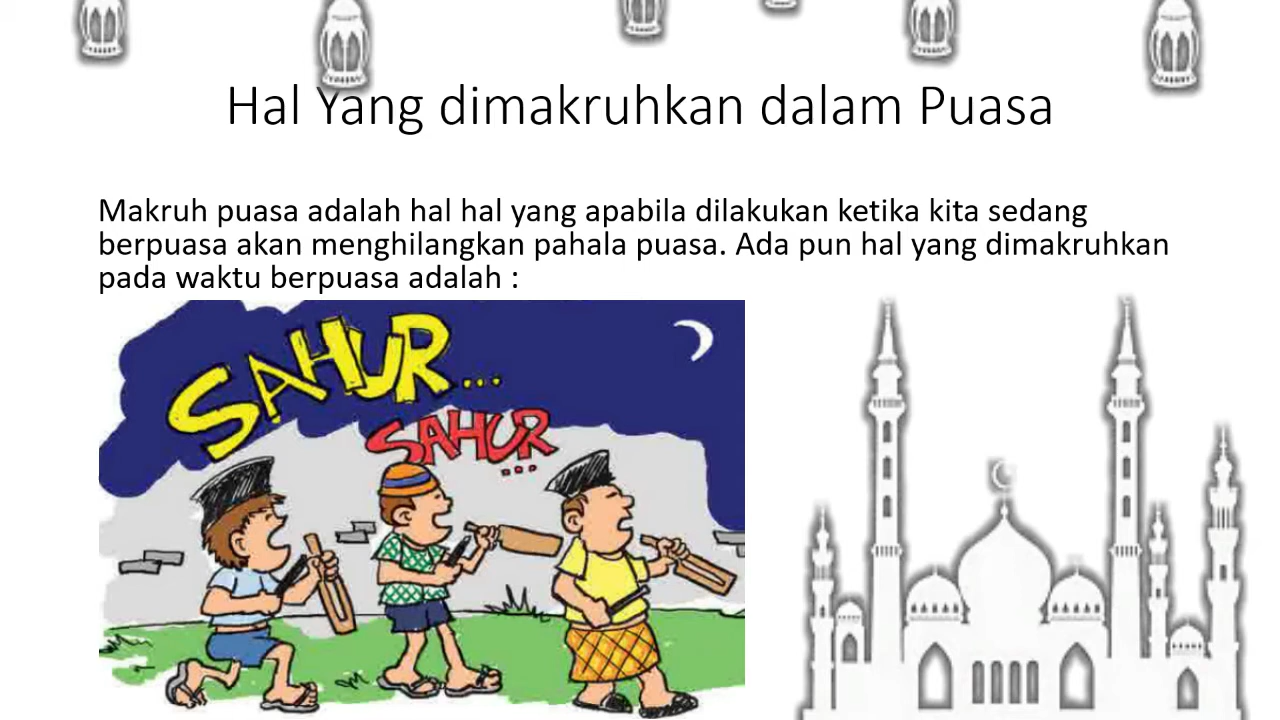 Hal Yang dimakruhkan dalam Puasa
Makruh puasa adalah hal hal yang apabila dilakukan ketika kita sedang
berpuasa akan menghilangkan pahala puasa. Ada pun hal yang dimakruhkan
pada waktu berpuasa adalah :
SAHUR...
SAHUR...